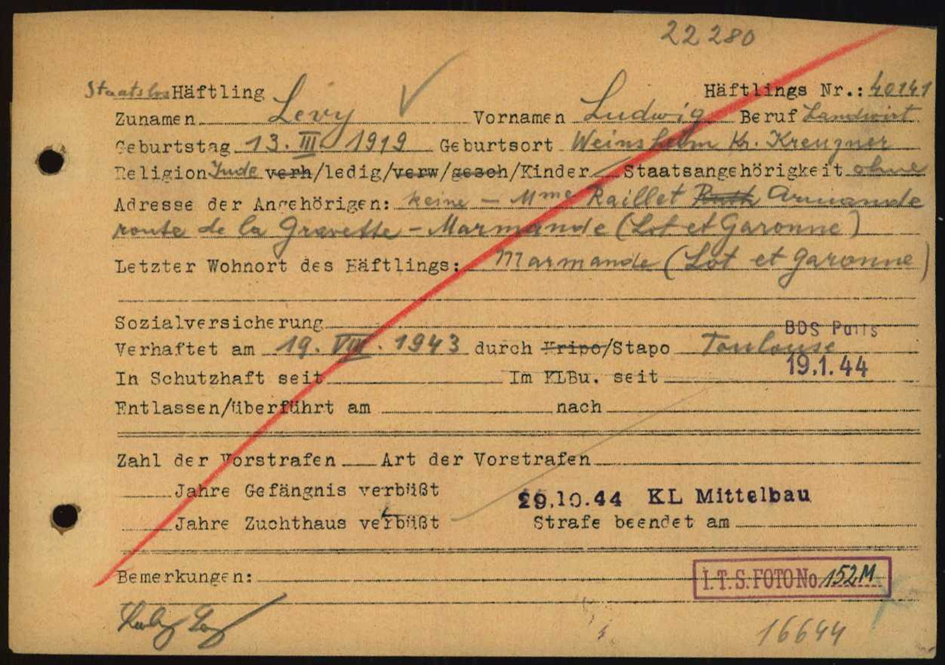 22280
Staatslos Häftling Häftlings Nr.: 40141
Zunamen Levy V Vornamen Ludwig Beruf Landwirt
Geburtstag 13. III 1919 Geburtsort Weinsheim Kr. Kreuzner
Religion Jude verh/ledig/verw/gesch/Kinder — Staatsangehörigkeit ohne
Adresse der Angehörigen: keine – Mme Raillet Ruth Armande
route de la Gravette – Marmande (Lot et Garonne)
Letzter Wohnort des Häftlings: Marmande (Lot et Garonne)
Sozialversicherung BDS Paris
Verhaftet am 19. VIII. 1943 durch Kripo/Stapo Toulouse
In Schutzhaft seit Im KLBu. seit 19.1.44
Entlassen/überführt am nach
Zahl der Vorstrafen Art der Vorstrafen
Jahre Gefängnis verbüßt 29.10.44 KL Mittelbau
Jahre Zuchthaus verbüßt Strafe beendet am
Bemerkungen: I.T.S. FOTO No 152M
16644